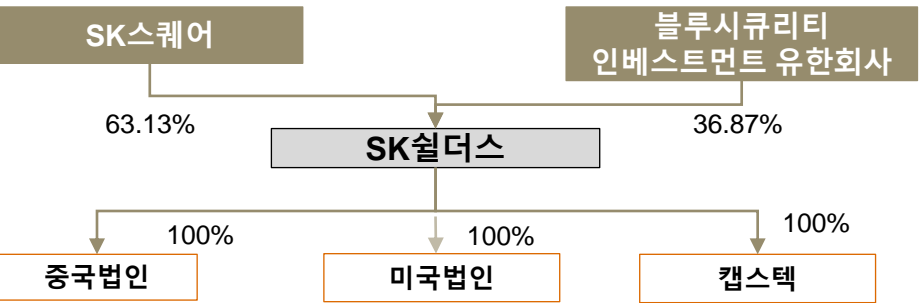 SK스퀘어
블루시큐리티
인베스트먼트 유한회사
63.13%
36.87%
SK쉴더스
100%
100%
100%
중국법인
미국법인
캡스텍